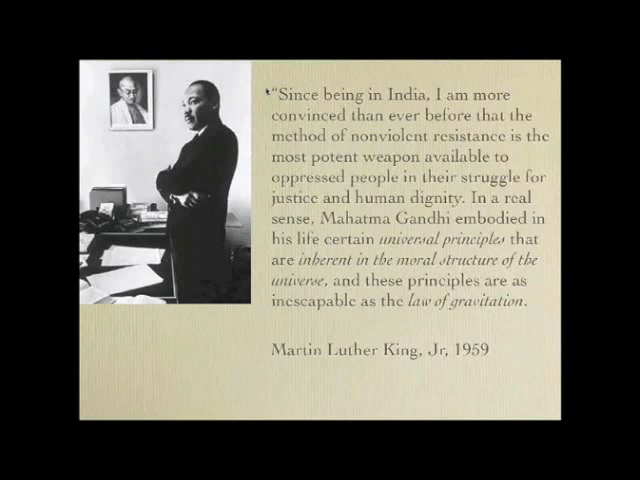 “Since being in India, I am more
convinced than ever before that the
method of nonviolent resistance is the
most potent weapon available to
oppressed people in their struggle for
justice and human dignity. In a real
sense, Mahatma Gandhi embodied in
his life certain universal principles that
are inherent in the moral structure of the
universe, and these principles are as
inescapable as the law of gravitation.
Martin Luther King, Jr, 1959